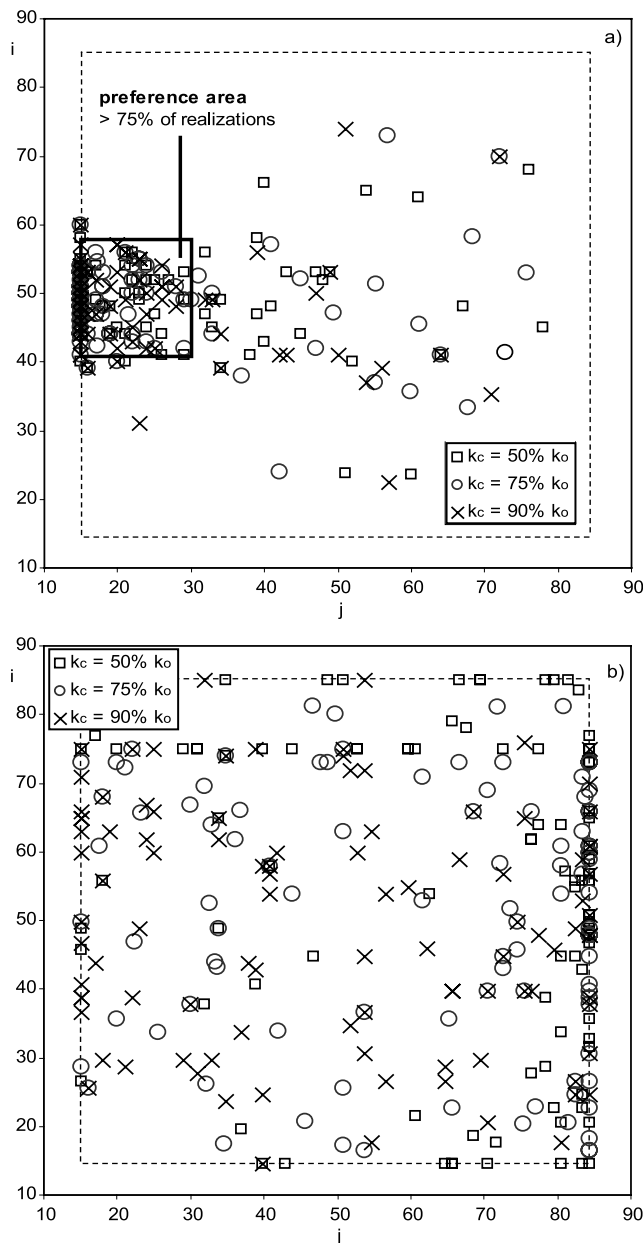 90
i
a)
80
preference area
> 75% of realizations
70
60
50
40
30
kc = 50% ko
kc = 75% ko
kc = 90% ko
20
10
10 20 30 40 50 60 70 80 90
j
90
i
kc = 50% ko
kc = 75% ko
kc = 90% ko
b)
80
70
60
50
40
30
20
10
10 20 30 40 50 60 70 80 90
j